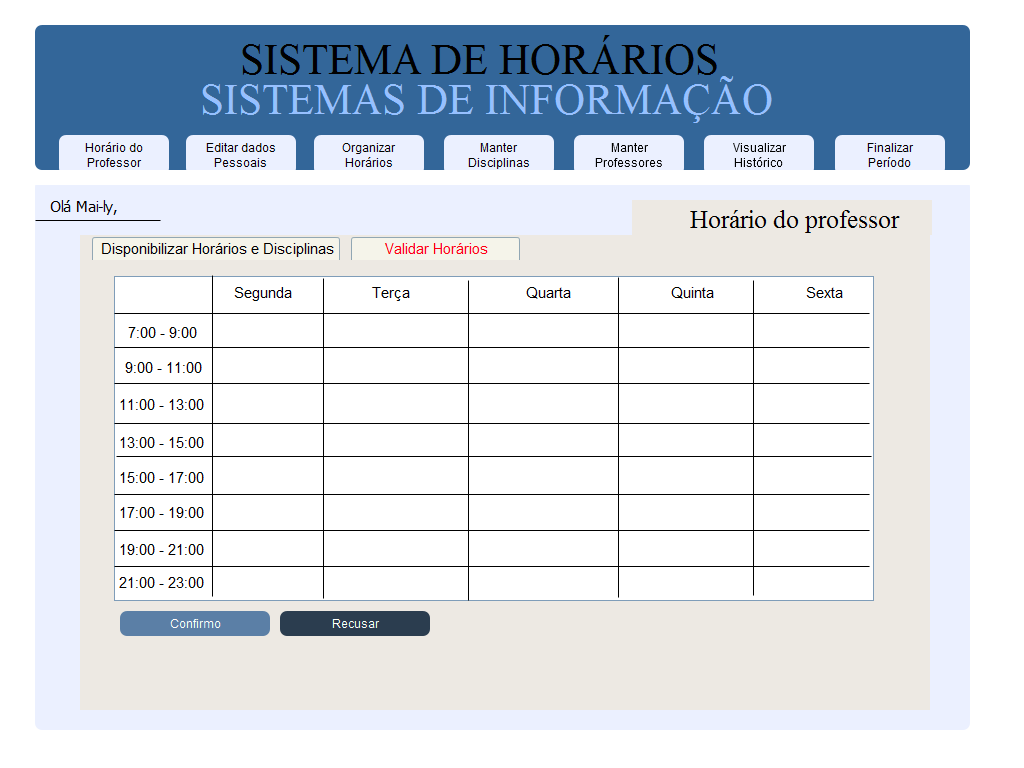 SISTEMA DE HORÁRIOS
SISTEMAS DE INFORMAÇÃO
Horário do
Professor
Editar dados
Pessoais
Organizar
Horários
Manter
Disciplinas
Manter
Professores
Visualizar
Histórico
Finalizar
Período
Olá Mai-ly,
Horário do professor
Disponibilizar Horários e Disciplinas
Validar Horários
Segunda Terça Quarta Quinta Sexta
7:00 - 9:00
9:00 - 11:00
11:00 - 13:00
13:00 - 15:00
15:00 - 17:00
17:00 - 19:00
19:00 - 21:00
21:00 - 23:00
Confirmo
Recusar